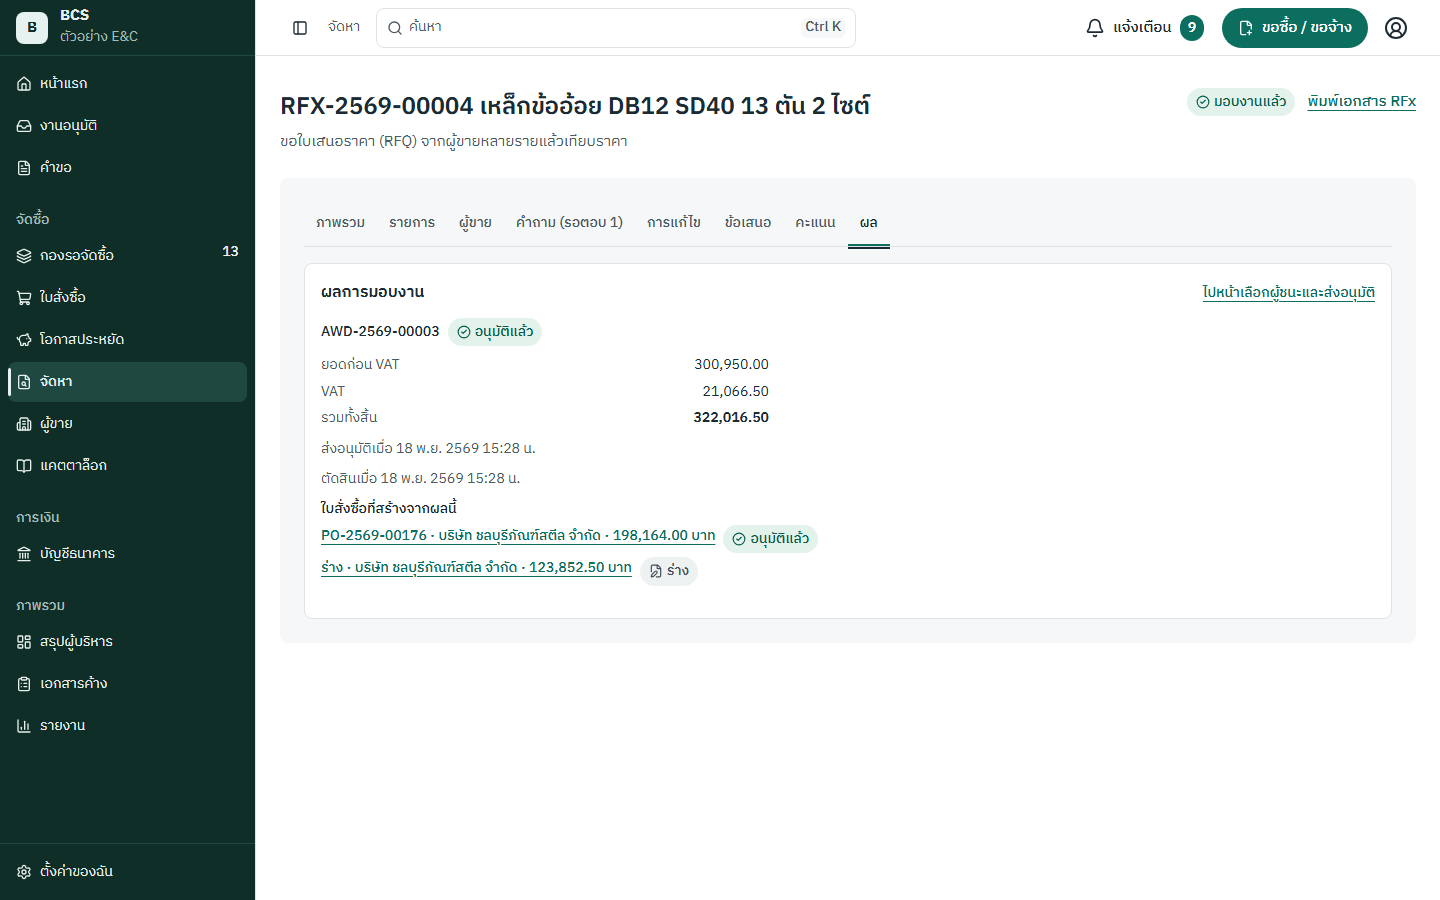 B
BCS
ตัวอย่าง E&C
จัดหา
ค้นหา
Ctrl K
แจ้งเตือน
9
ขอซื้อ / ขอจ้าง
หน้าแรก
งานอนุมัติ
คำขอ
จัดซื้อ
กองรอจัดซื้อ
13
ใบสั่งซื้อ
โอกาสประหยัด
จัดหา
ผู้ขาย
แคตตาล็อก
การเงิน
บัญชีธนาคาร
ภาพรวม
สรุปผู้บริหาร
เอกสารค้าง
รายงาน
ตั้งค่าของฉัน
RFX-2569-00004 เหล็กข้ออ้อย DB12 SD40 13 ตัน 2 ไซต์
มอบงานแล้ว
พิมพ์เอกสาร RFx
ขอใบเสนอราคา (RFQ) จากผู้ขายหลายรายแล้วเทียบราคา
ภาพรวม
รายการ
ผู้ขาย
คำถาม (รอตอบ 1)
การแก้ไข
ข้อเสนอ
คะแนน
ผล
ผลการมอบงาน
ไปหน้าเลือกผู้ชนะและส่งอนุมัติ
AWD-2569-00003
อนุมัติแล้ว
ยอดก่อน VAT 300,950.00
VAT 21,066.50
รวมทั้งสิ้น 322,016.50
ส่งอนุมัติเมื่อ 18 พ.ย. 2569 15:28 น.
ตัดสินเมื่อ 18 พ.ย. 2569 15:28 น.
ใบสั่งซื้อที่สร้างจากผลนี้
PO-2569-00176 · บริษัท ชลบุรีภัณฑ์สตีล จำกัด · 198,164.00 บาท
อนุมัติแล้ว
ร่าง · บริษัท ชลบุรีภัณฑ์สตีล จำกัด · 123,852.50 บาท
ร่าง